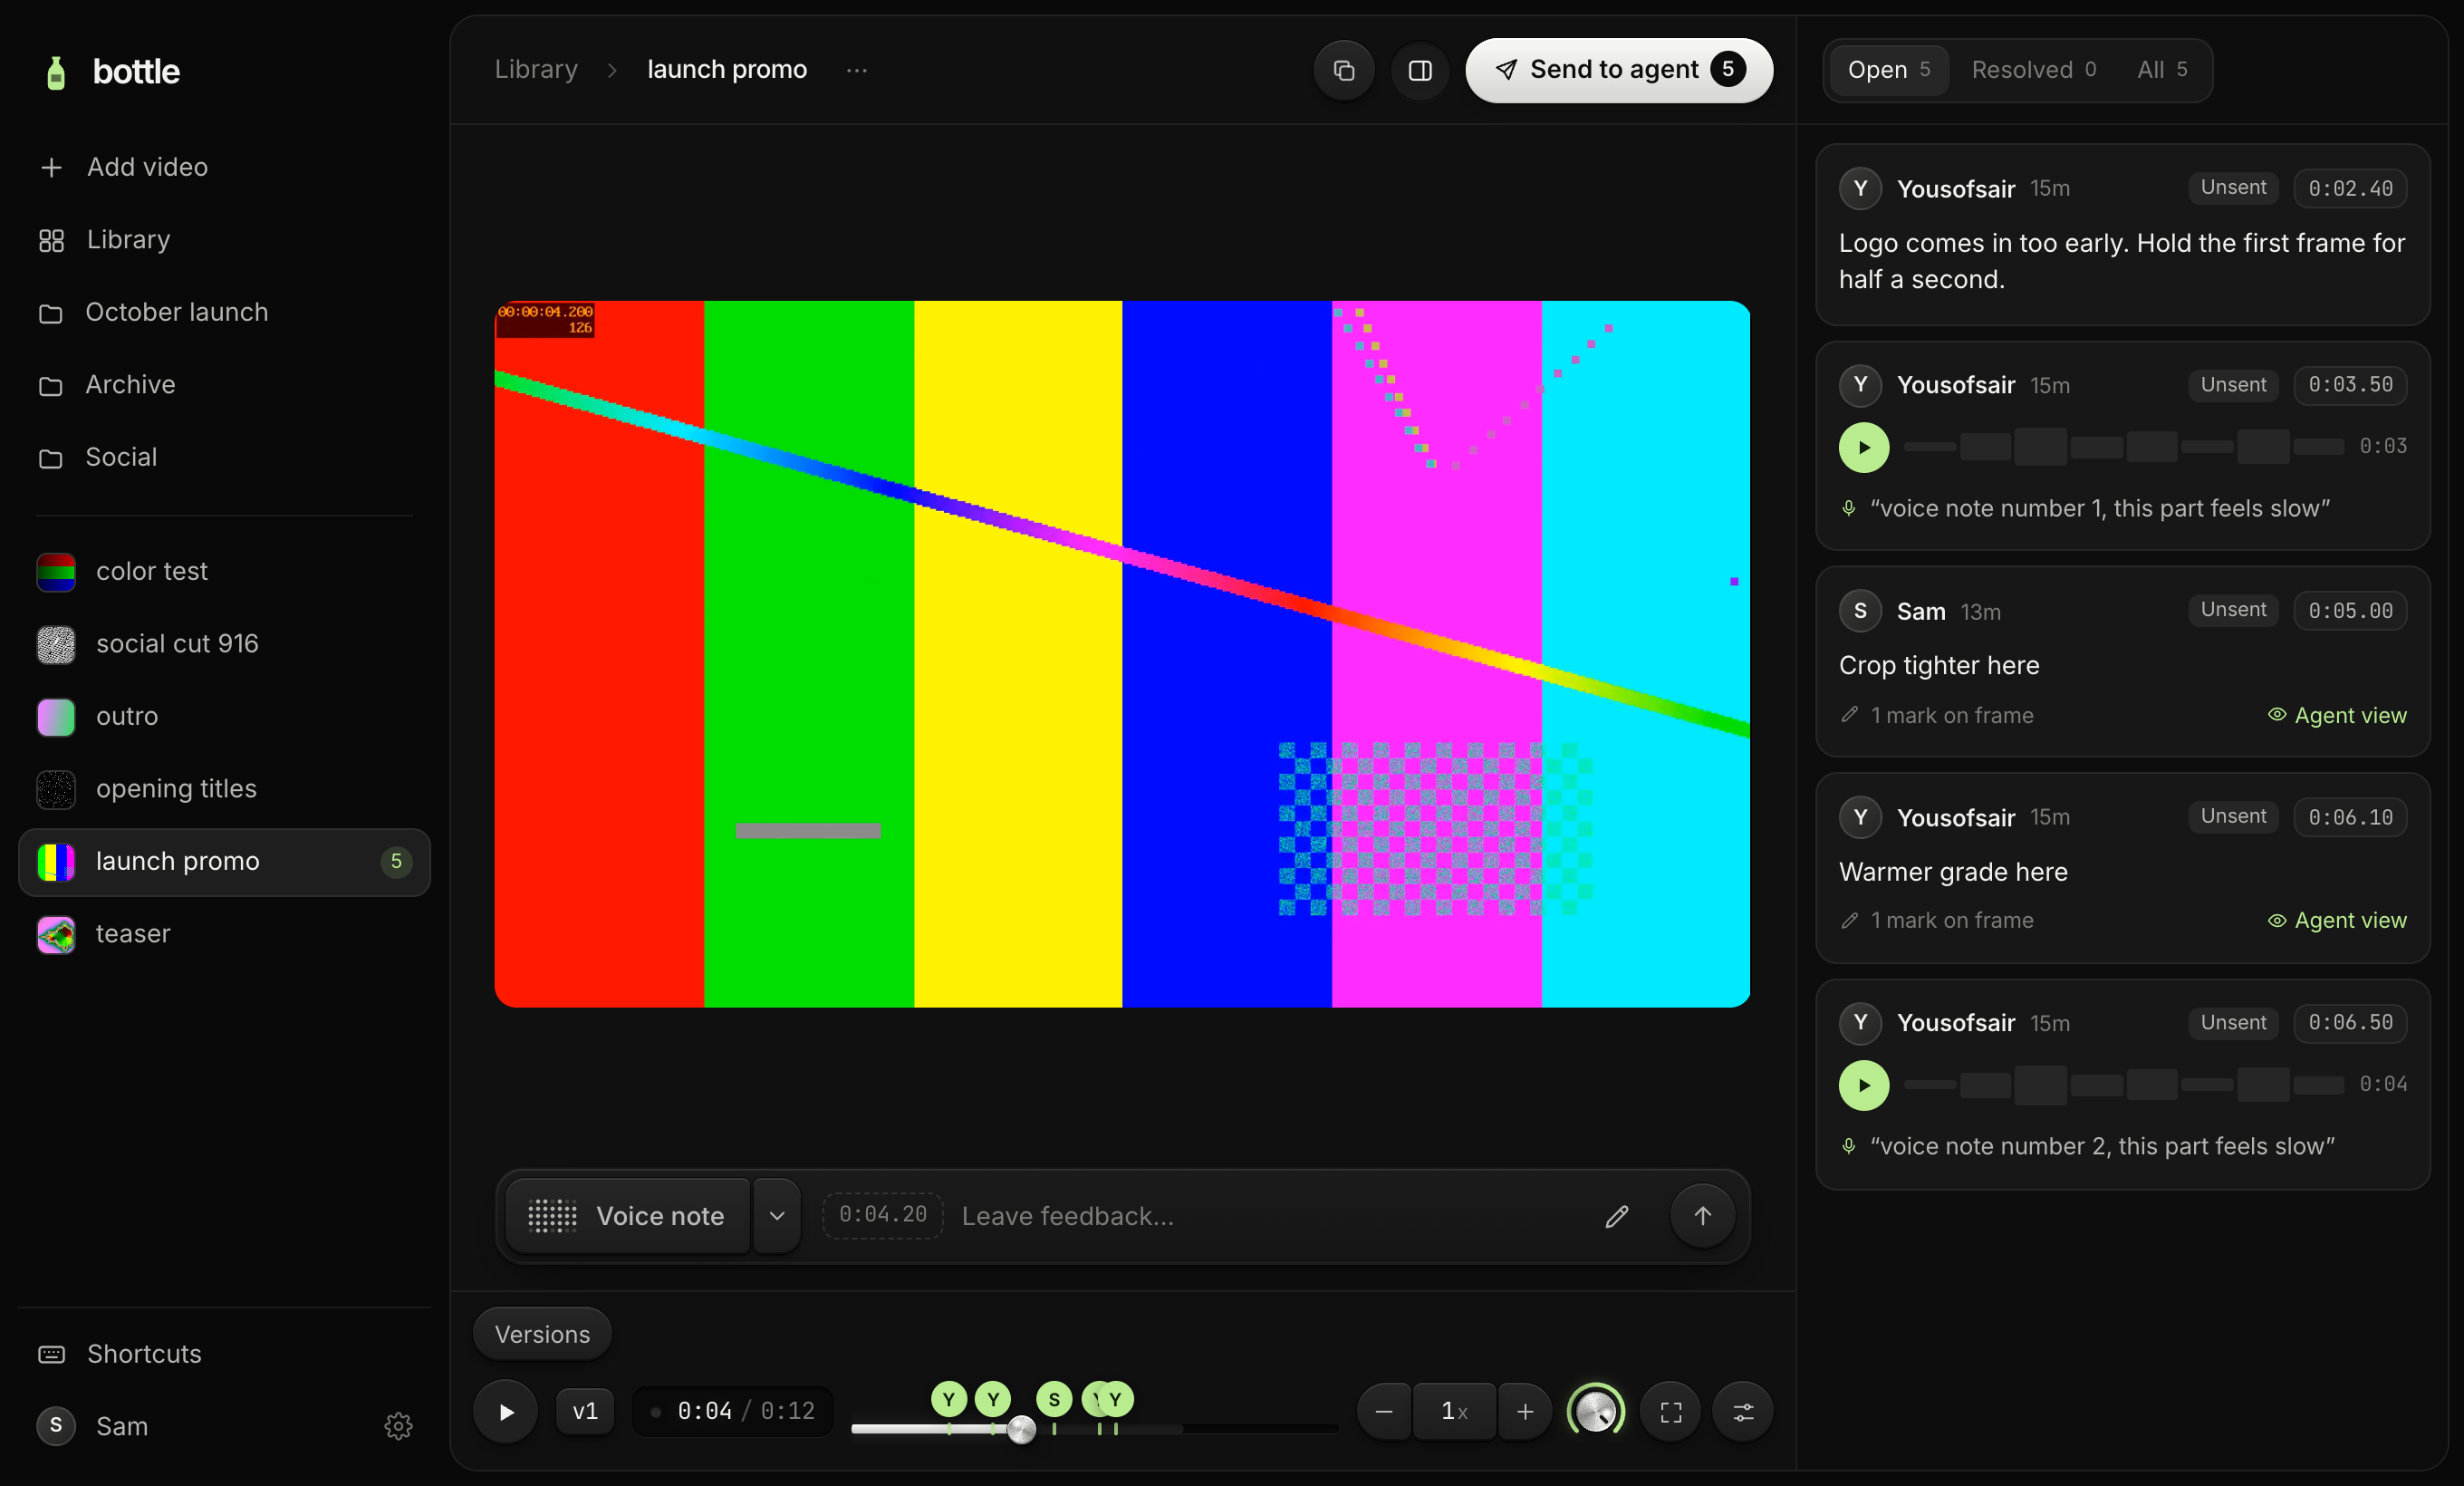 bottle
Add video
Library
October launch
Archive
Social
color test
social cut 916
outro
opening titles
launch promo 5
teaser
Shortcuts
S Sam
Library launch promo ...
Send to agent 5
00:00:04.200
126
Voice note 0:04.20 Leave feedback...
Versions
v1 0:04 / 0:12 Y Y S Y Y 1x
Open 5 Resolved 0 All 5
Y Yousofsair 15m Unsent 0:02.40
Logo comes in too early. Hold the first frame for
half a second.
Y Yousofsair 15m Unsent 0:03.50
0:03
“voice note number 1, this part feels slow”
S Sam 13m Unsent 0:05.00
Crop tighter here
1 mark on frame Agent view
Y Yousofsair 15m Unsent 0:06.10
Warmer grade here
1 mark on frame Agent view
Y Yousofsair 15m Unsent 0:06.50
0:04
“voice note number 2, this part feels slow”